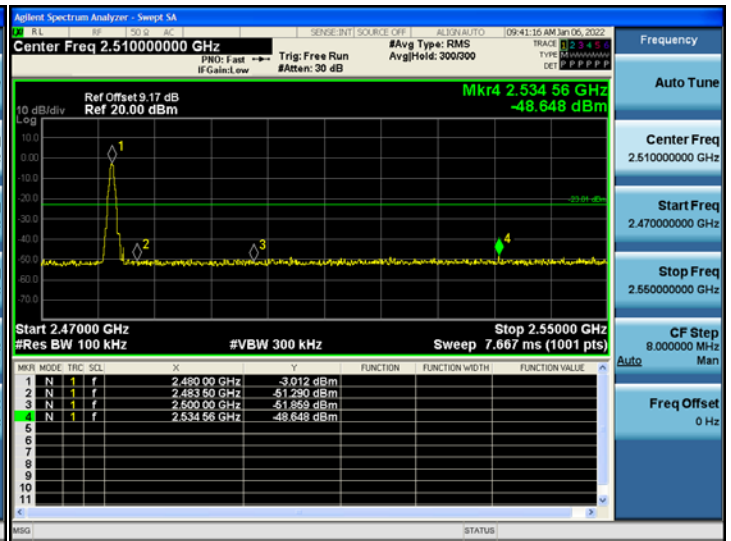 Agilent Spectrum Analyzer - Swept SA
RL RF 50 Ω AC SENSE:INT SOURCE OFF ALIGN AUTO 09:41:16 AM Jan 06, 2022
Center Freq 2.510000000 GHz #Avg Type: RMS TRACE 1 2 3 4 5 6
PNO: Fast Trig: Free Run Avg|Hold: 300/300 TYPE M
IFGain:Low #Atten: 30 dB DET P P P P P P
Mkr4 2.534 56 GHz
-48.648 dBm
Ref Offset 9.17 dB
10 dB/div Ref 20.00 dBm
Log
10.0
0.00
-10.0
-20.0
-30.0
-40.0
-50.0
-60.0
-70.0
1
2
3
4
-23.01 dBm
Start 2.47000 GHz Stop 2.55000 GHz
#Res BW 100 kHz #VBW 300 kHz Sweep 7.667 ms (1001 pts)
MKR MODE TRC SCL X Y FUNCTION FUNCTION WIDTH FUNCTION VALUE
1 N 1 f 2.480 00 GHz -3.012 dBm
2 N 1 f 2.483 50 GHz -51.290 dBm
3 N 1 f 2.500 00 GHz -51.859 dBm
4 N 1 f 2.534 56 GHz -48.648 dBm
5
6
7
8
9
10
11
MSG STATUS
Frequency
Auto Tune
Center Freq
2.510000000 GHz
Start Freq
2.470000000 GHz
Stop Freq
2.550000000 GHz
CF Step
8.000000 MHz
Auto Man
Freq Offset
0 Hz